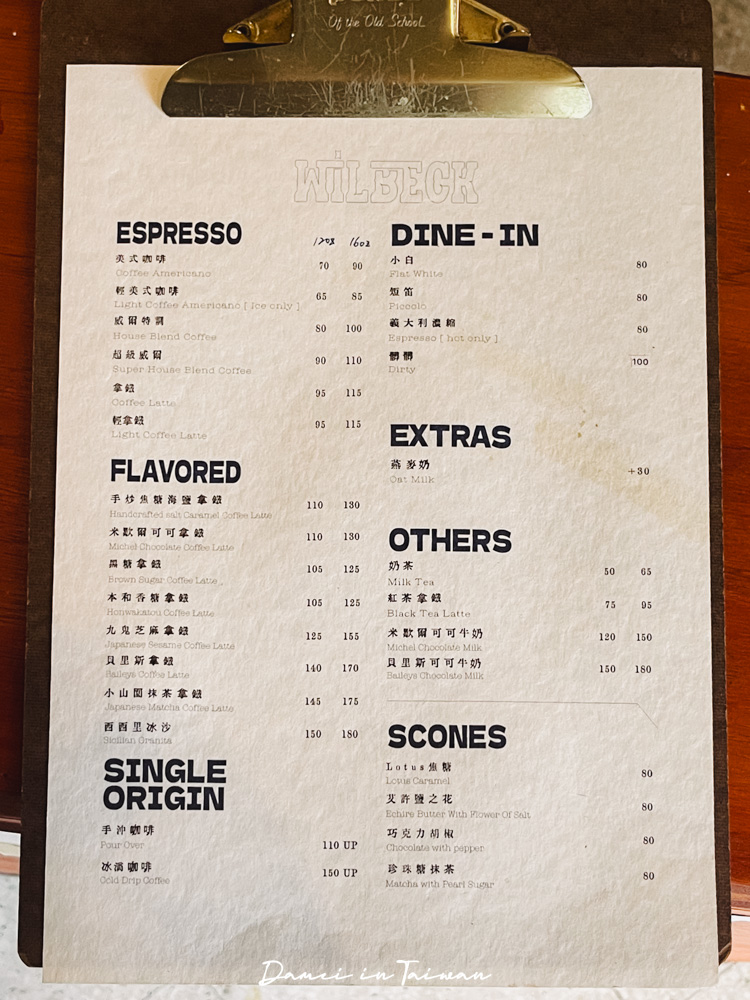 Of the Old School
WiLBECK
ESPRESSO
12oz 16oz
美式咖啡 70 90
Coffee Americano
輕美式咖啡 65 85
Light Coffee Americano [ Ice only ]
威爾特調 80 100
House Blend Coffee
超級威爾 90 110
Super House Blend Coffee
拿鐵 95 115
Coffee Latte
輕拿鐵 95 115
Light Coffee Latte
FLAVORED
手炒焦糖海鹽拿鐵 110 130
Handcrafted salt Caramel Coffee Latte
米歇爾可可拿鐵 110 130
Michel Chocolate Coffee Latte
黑糖拿鐵 105 125
Brown Sugar Coffee Latte
本和香糖拿鐵 105 125
Honwakatou Coffee Latte
九鬼芝麻拿鐵 125 155
Japanese Sesame Coffee Latte
貝里斯拿鐵 140 170
Baileys Coffee Latte
小山園抹茶拿鐵 145 175
Japanese Matcha Coffee Latte
西西里冰沙 150 180
Sicilian Granita
SINGLE
ORIGIN
手沖咖啡 110 UP
Pour Over
冰滴咖啡 150 UP
Cold Drip Coffee
DINE-IN
小白 80
Flat White
短笛 80
Piccolo
義大利濃縮 80
Espresso [ hot only ]
髒髒 100
Dirty
EXTRAS
燕麥奶 +30
Oat Milk
OTHERS
奶茶 50 65
Milk Tea
紅茶拿鐵 75 95
Black Tea Latte
米歇爾可可牛奶 120 150
Michel Chocolate Milk
貝里斯可可牛奶 150 180
Baileys Chocolate Milk
SCONES
Lotus焦糖 80
Lotus Caramel
艾許鹽之花 80
Echire Butter With Flower Of Salt
巧克力胡椒 80
Chocolate with pepper
珍珠糖抹茶 80
Matcha with Pearl Sugar
Damei in Taiwan